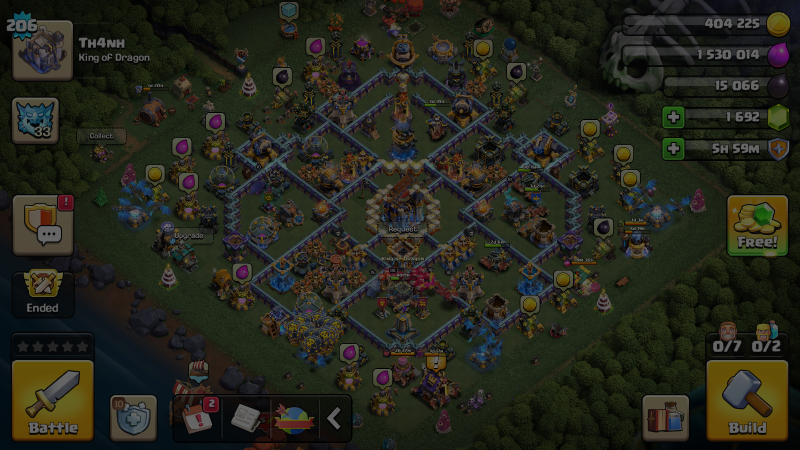 206
Th4nh
King of Dragon
33
Collect
Upgrade
Request
404 225
1 530 014
15 066
1 692
5H 59M
Free!
Ended
0/7
0/2
Battle
10
2
Build